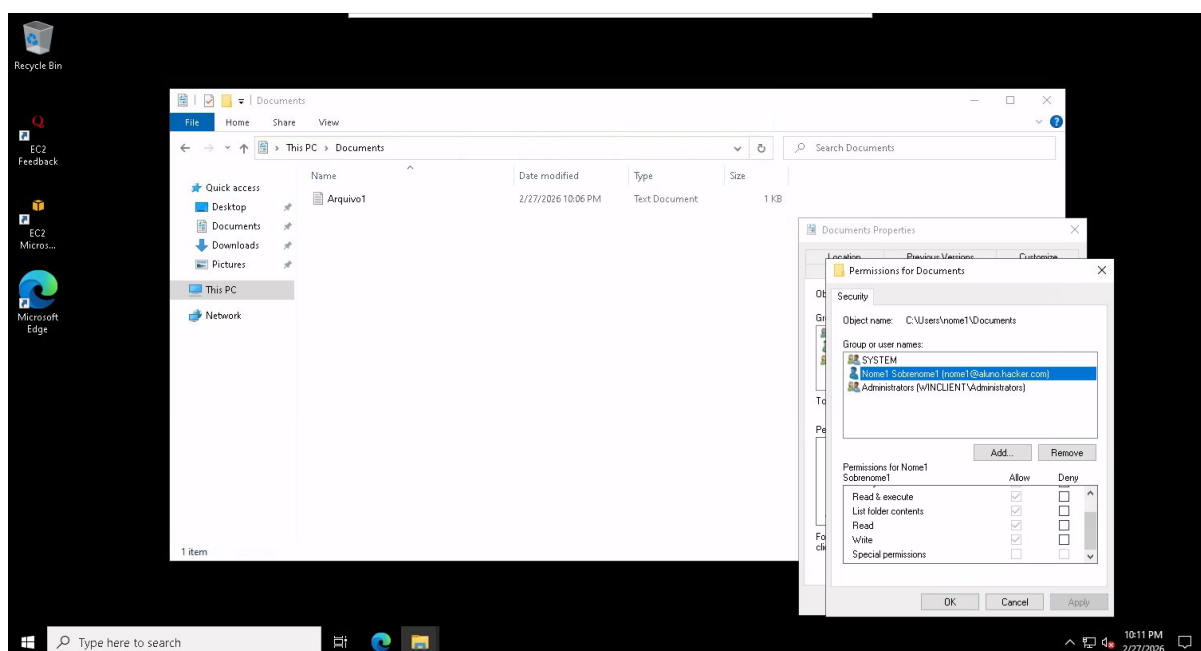 Recycle Bin
EC2
Feedback
EC2
Micros...
Microsoft
Edge
Documents
File Home Share View
This PC > Documents
Search Documents
Name Date modified Type Size
Quick access
Desktop
Documents
Downloads
Pictures
This PC
Network
Arquivo1 2/27/2026 10:06 PM Text Document 1 KB
1 item
Documents Properties
Location Previous Versions Customize
Permissions for Documents
Security
Object name: C:\Users\nome1\Documents
Group or user names:
SYSTEM
Nome1 Sobrenome1 (nome1@aluno.hacker.com)
Administrators (WINCLIENT\Administrators)
Add... Remove
Permissions for Nome1
Sobrenome1 Allow Deny
Read & execute
List folder contents
Read
Write
Special permissions
OK Cancel Apply
Type here to search
10:11 PM
2/27/2026